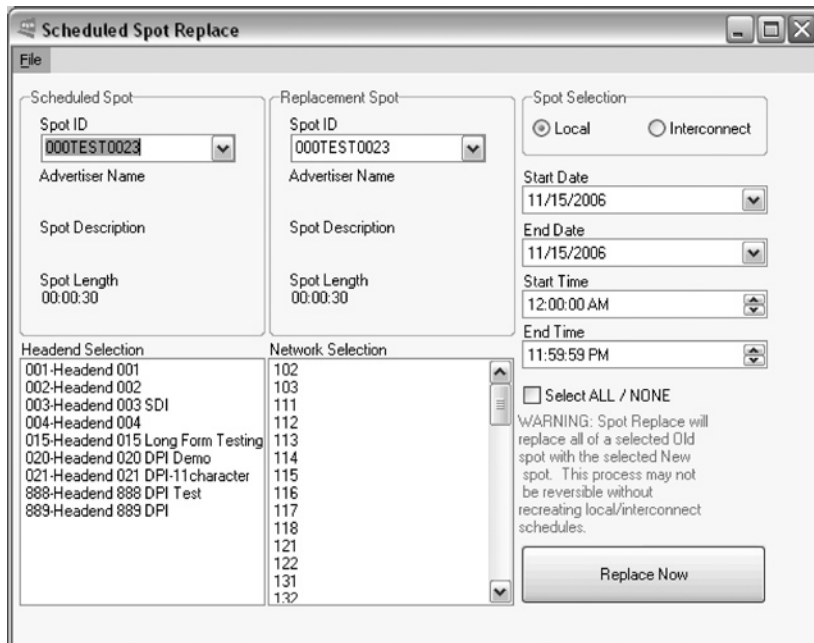 Scheduled Spot Replace
File
Scheduled Spot
Spot ID
000TEST0023
Advertiser Name
Spot Description
Spot Length
00:00:30
Replacement Spot
Spot ID
000TEST0023
Advertiser Name
Spot Description
Spot Length
00:00:30
Spot Selection
Local
Interconnect
Start Date
11/15/2006
End Date
11/15/2006
Start Time
12:00:00 AM
End Time
11:59:59 PM
Headend Selection
001-Headend 001
002-Headend 002
003-Headend 003 SDI
004-Headend 004
015-Headend 015 Long Form Testing
020-Headend 020 DPI Demo
021-Headend 021 DPI-11character
888-Headend 888 DPI Test
889-Headend 889 DPI
Network Selection
102
103
111
112
113
114
115
116
117
118
121
122
131
132
Select ALL / NONE
WARNING: Spot Replace will
replace all of a selected Old
spot with the selected New
spot. This process may not
be reversible without
recreating local/interconnect
schedules.
Replace Now